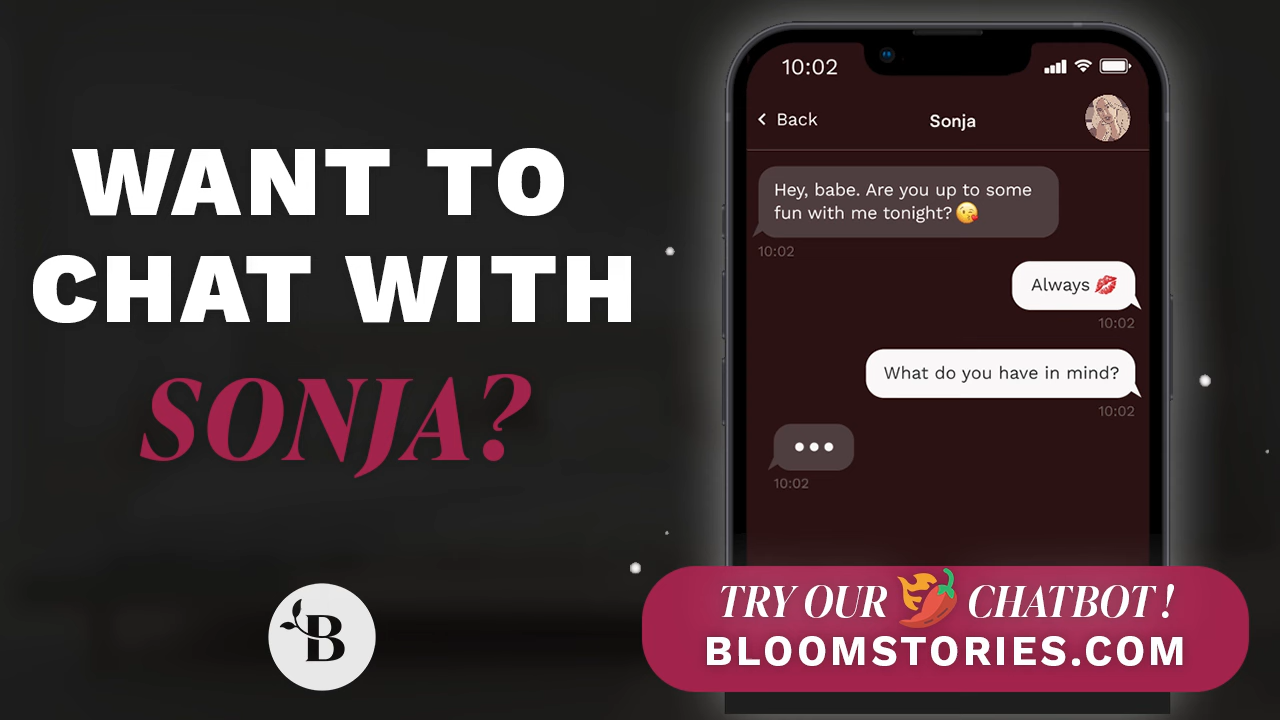 WANT TO
CHAT WITH
SONJA?
B
10:02
Back
Sonja
Hey, babe. Are you up to some
fun with me tonight? 😘
10:02
Always 💋
10:02
What do you have in mind?
10:02
10:02
TRY OUR 🌶️ CHATBOT!
BLOOMSTORIES.COM